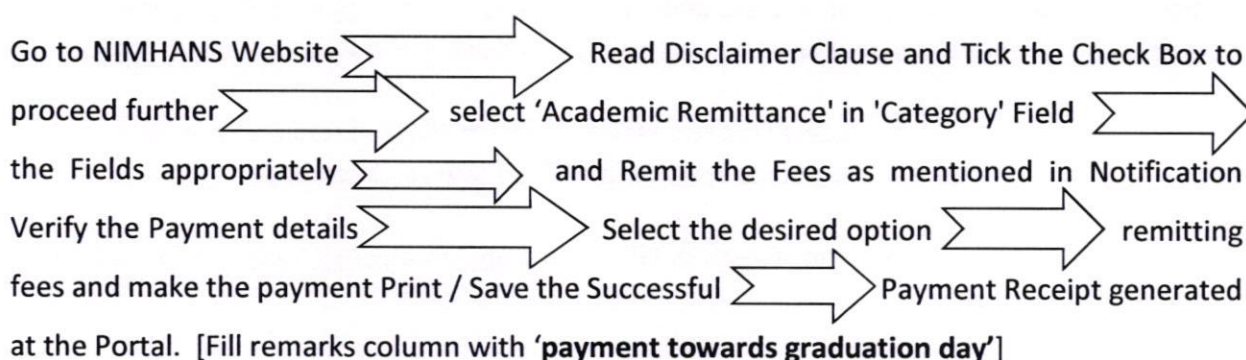 Go to NIMHANS Website Read Disclaimer Clause and Tick the Check Box to
proceed further select ‘Academic Remittance' in 'Category' Field
the Fields appropriately and Remit the Fees as mentioned in Notification
Verify the Payment details Select the desired option remitting
fees and make the payment Print / Save the Successful Payment Receipt generated
at the Portal. [Fill remarks column with ‘payment towards graduation day’]